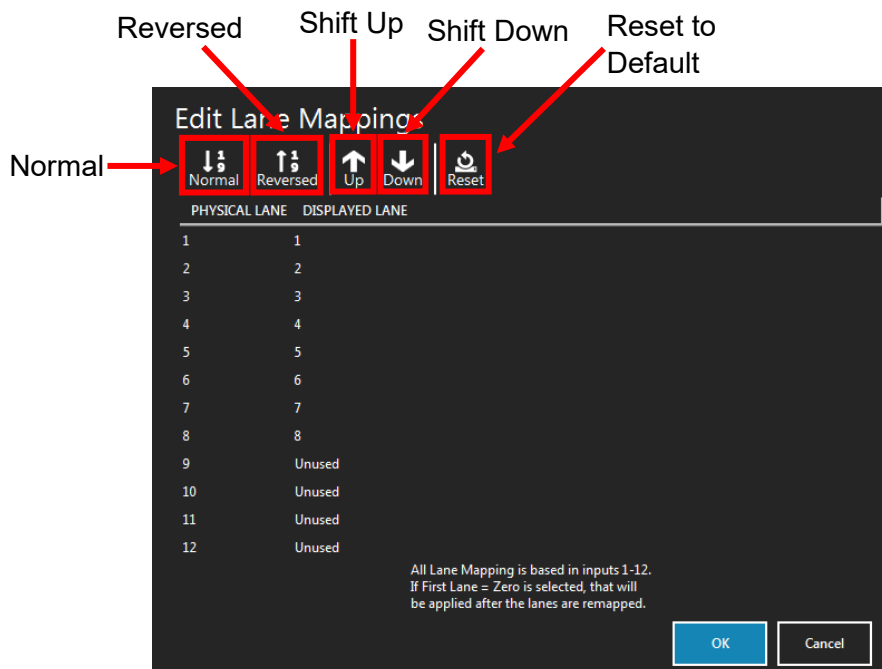 Reversed
Shift Up
Shift Down
Reset to
Default
Edit Lane Mappings
Normal
Normal
Reversed
Up
Down
Reset
PHYSICAL LANE DISPLAYED LANE
1 1
2 2
3 3
4 4
5 5
6 6
7 7
8 8
9 Unused
10 Unused
11 Unused
12 Unused
All Lane Mapping is based in inputs 1-12.
If First Lane = Zero is selected, that will
be applied after the lanes are remapped.
OK
Cancel